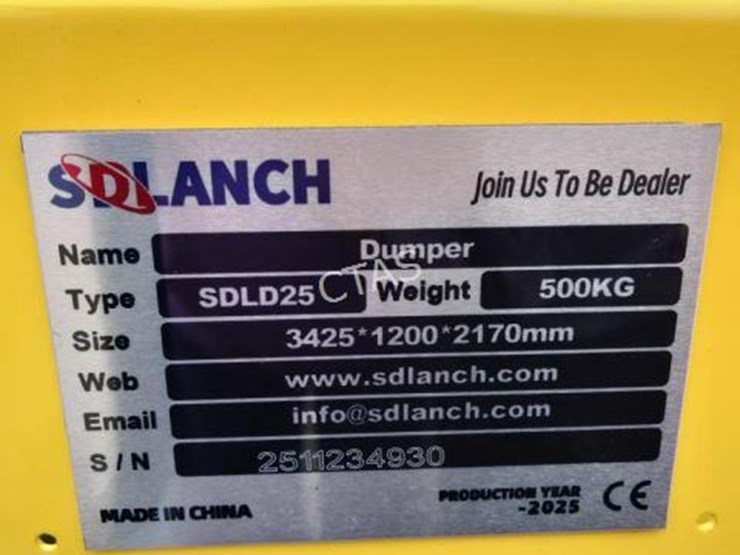 SDLANCH Join Us To Be Dealer
Name Dumper
CTAS
Type SDLD25 Weight 500KG
Size 3425*1200*2170mm
Web www.sdlanch.com
Email info@sdlanch.com
S/N 2511234930
PRODUCTION YEAR
MADE IN CHINA -2025 CE